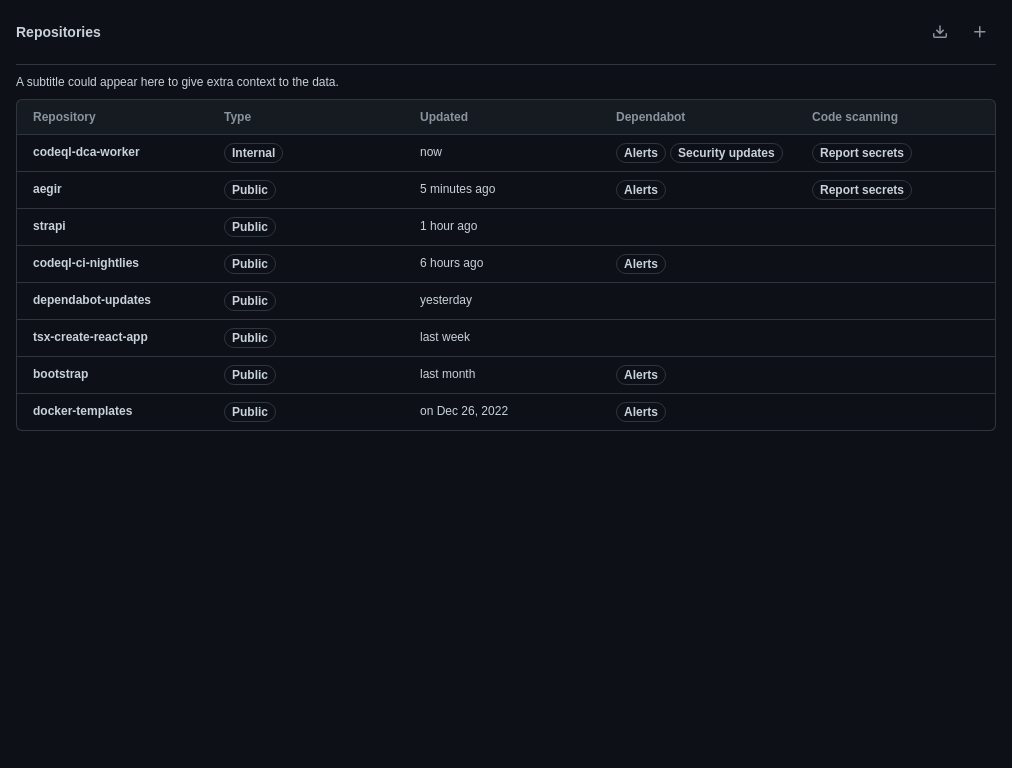 Repositories
A subtitle could appear here to give extra context to the data.
Repository Type Updated Dependabot Code scanning
codeql-dca-worker Internal now Alerts Security updates Report secrets
aegir Public 5 minutes ago Alerts Report secrets
strapi Public 1 hour ago
codeql-ci-nightlies Public 6 hours ago Alerts
dependabot-updates Public yesterday
tsx-create-react-app Public last week
bootstrap Public last month Alerts
docker-templates Public on Dec 26, 2022 Alerts